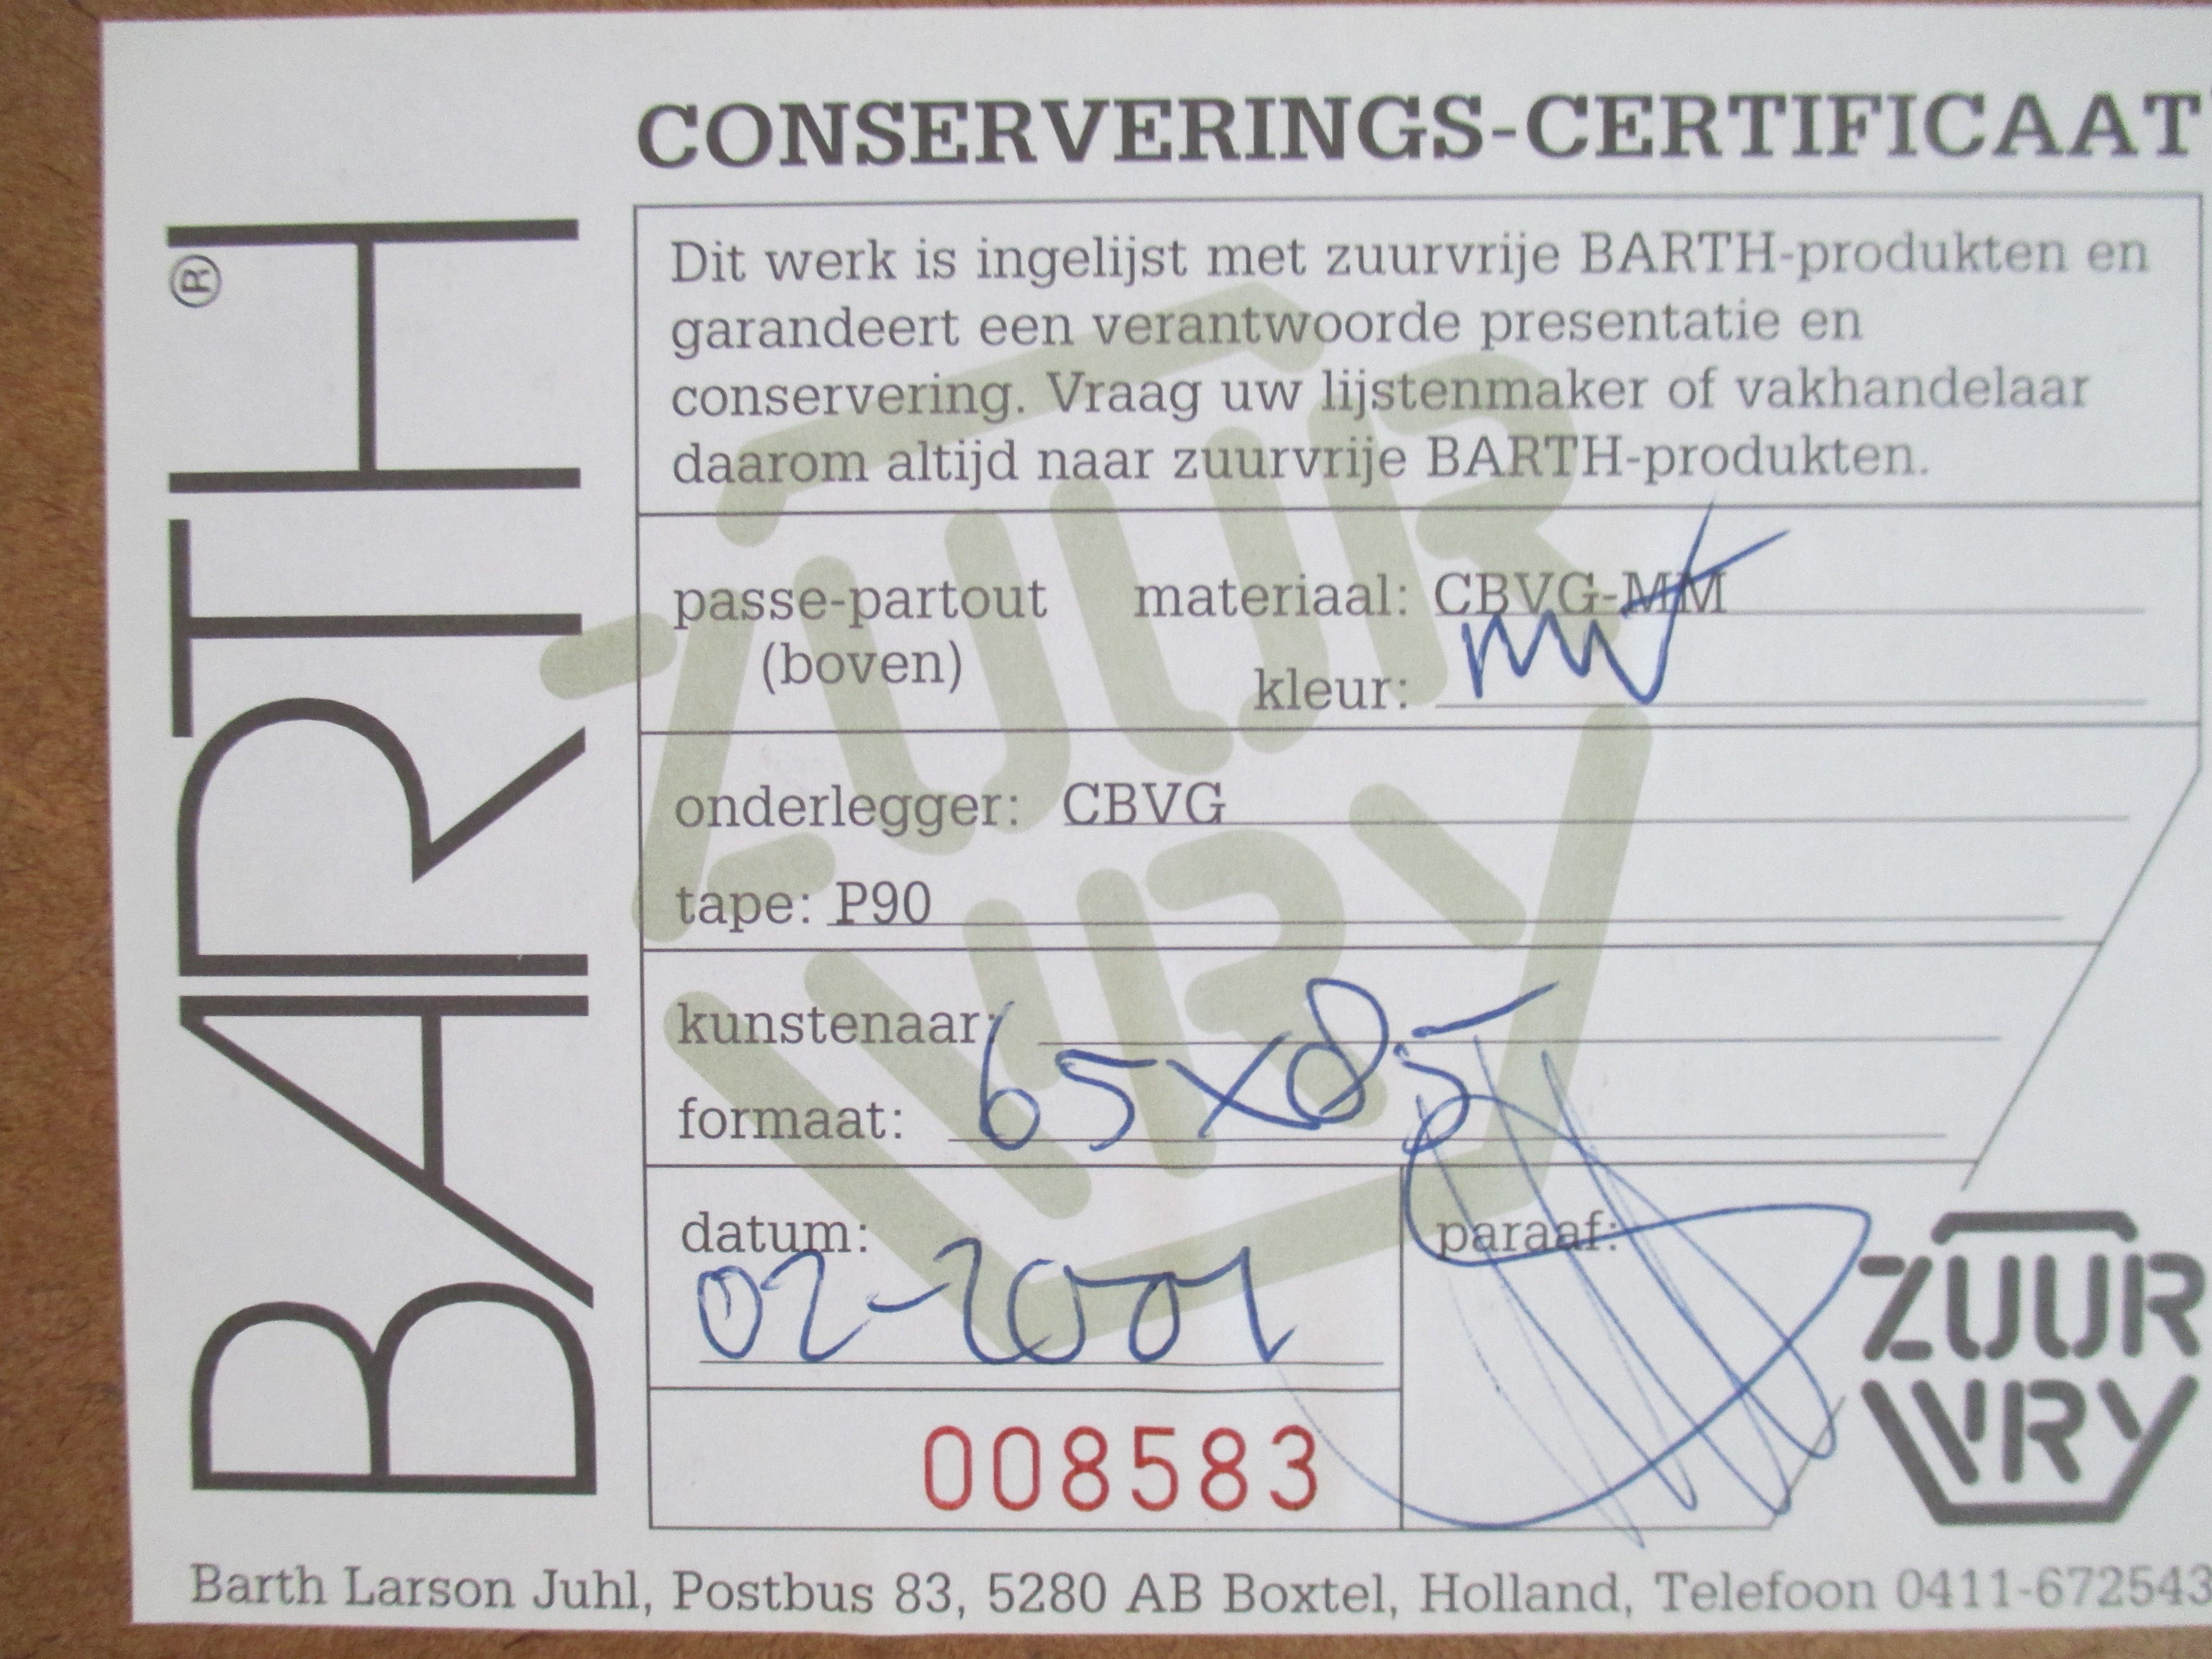 BARTH®
CONSERVERINGS-CERTIFICAAT
Dit werk is ingelijst met zuurvrije BARTH-produkten en
garandeert een verantwoorde presentatie en
conservering. Vraag uw lijstenmaker of vakhandelaar
daarom altijd naar zuurvrije BARTH-produkten.
passe-partout materiaal: CBVG-MM
(boven) kleur:
onderlegger: CBVG
tape: P90
kunstenaar:
formaat: 65x85
datum: paraaf:
02-2001
008583
ZUUR
VRY
ZUUR
VRY
Barth Larson Juhl, Postbus 83, 5280 AB Boxtel, Holland, Telefoon 0411-672543